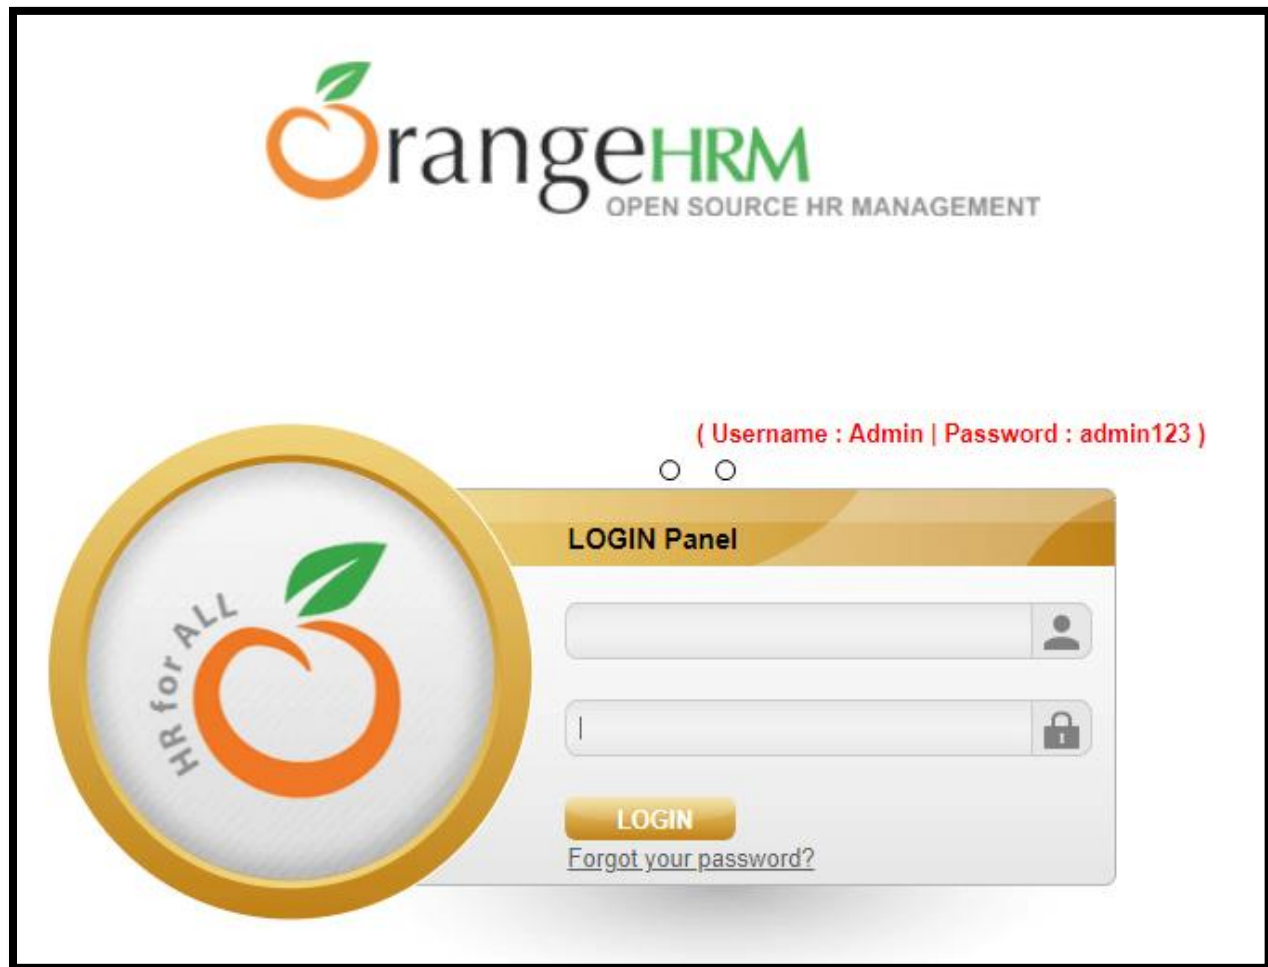 OrangeHRM
OPEN SOURCE HR MANAGEMENT
( Username : Admin | Password : admin123 )
LOGIN Panel
HR for ALL
LOGIN
Forgot your password?